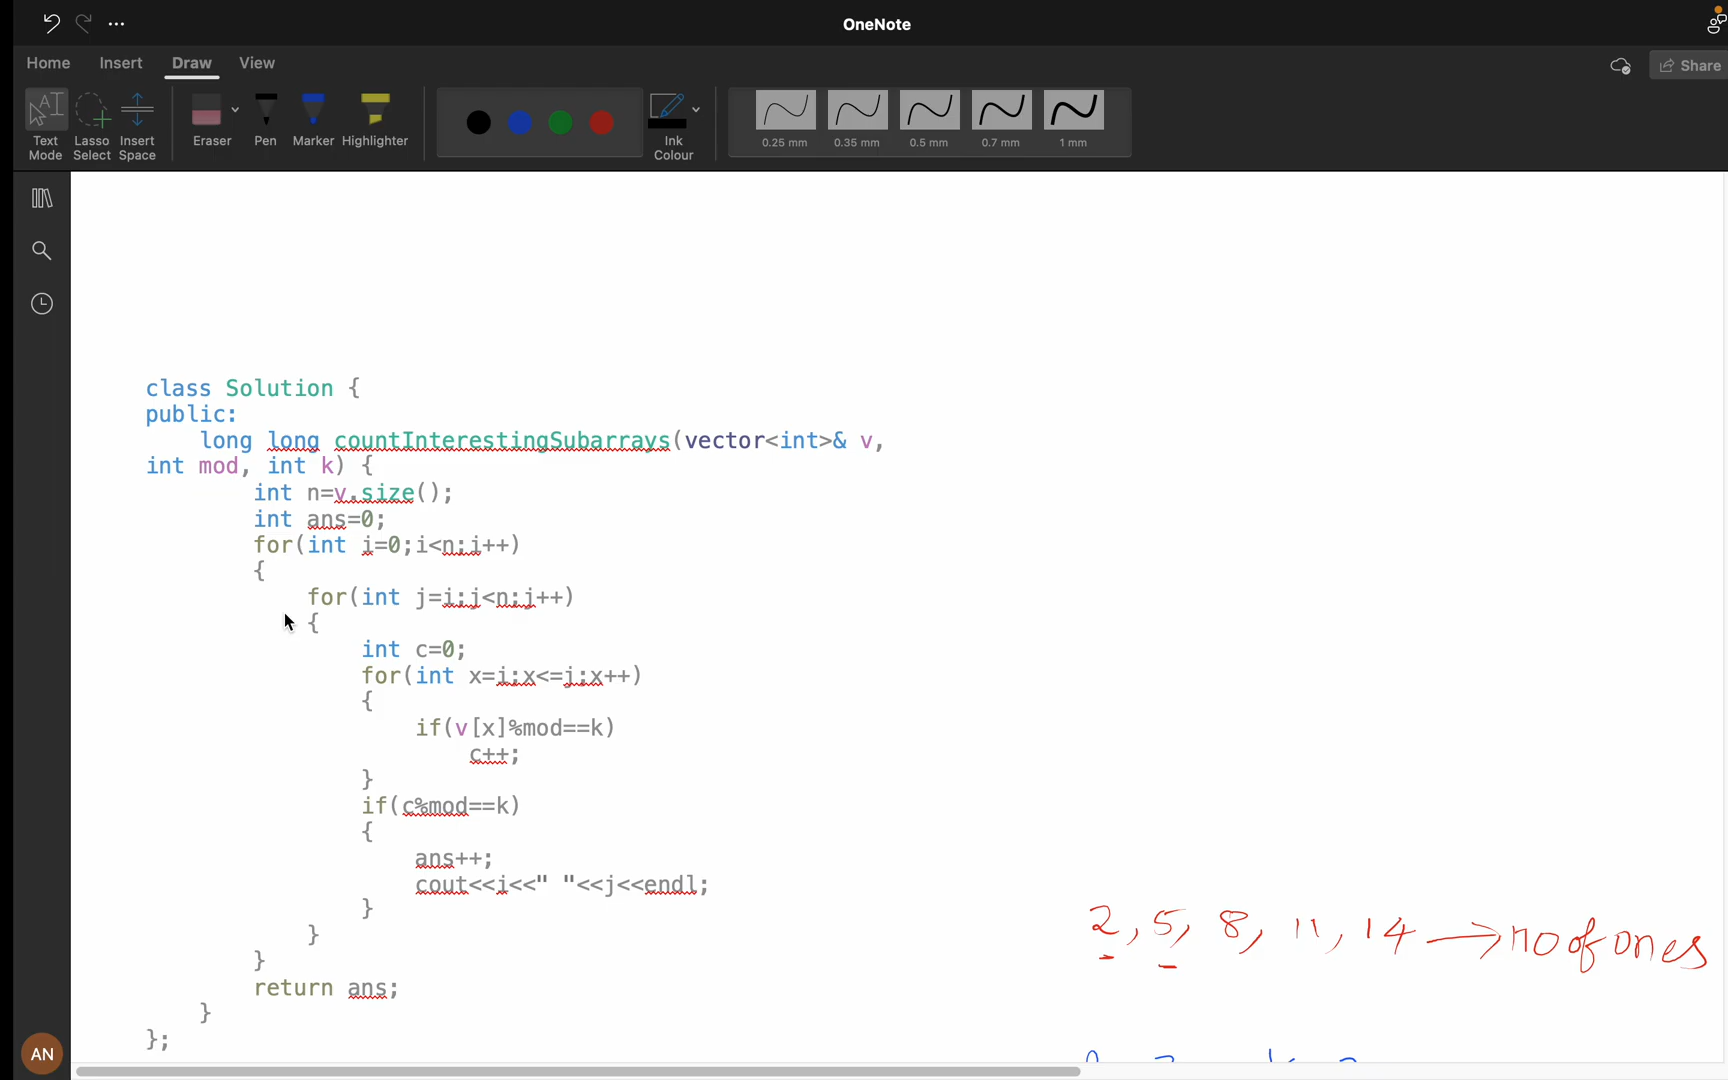 OneNote
Home Insert Draw View
Share
Text Mode
Lasso Select
Insert Space
Eraser
Pen
Marker
Highlighter
Ink Colour
0.25 mm
0.35 mm
0.5 mm
0.7 mm
1 mm
class Solution {
public:
    long long countInterestingSubarrays(vector<int>& v,
int mod, int k) {
        int n=v.size();
        int ans=0;
        for(int i=0;i<n;i++)
        {
            for(int j=i;j<n;j++)
            {
                int c=0;
                for(int x=i;x<=j;x++)
                {
                    if(v[x]%mod==k)
                        c++;
                }
                if(c%mod==k)
                {
                    ans++;
                    cout<<i<<" "<<j<<endl;
                }
            }
        }
        return ans;
    }
};
2, 5, 8, 11, 14 → no of ones
AN